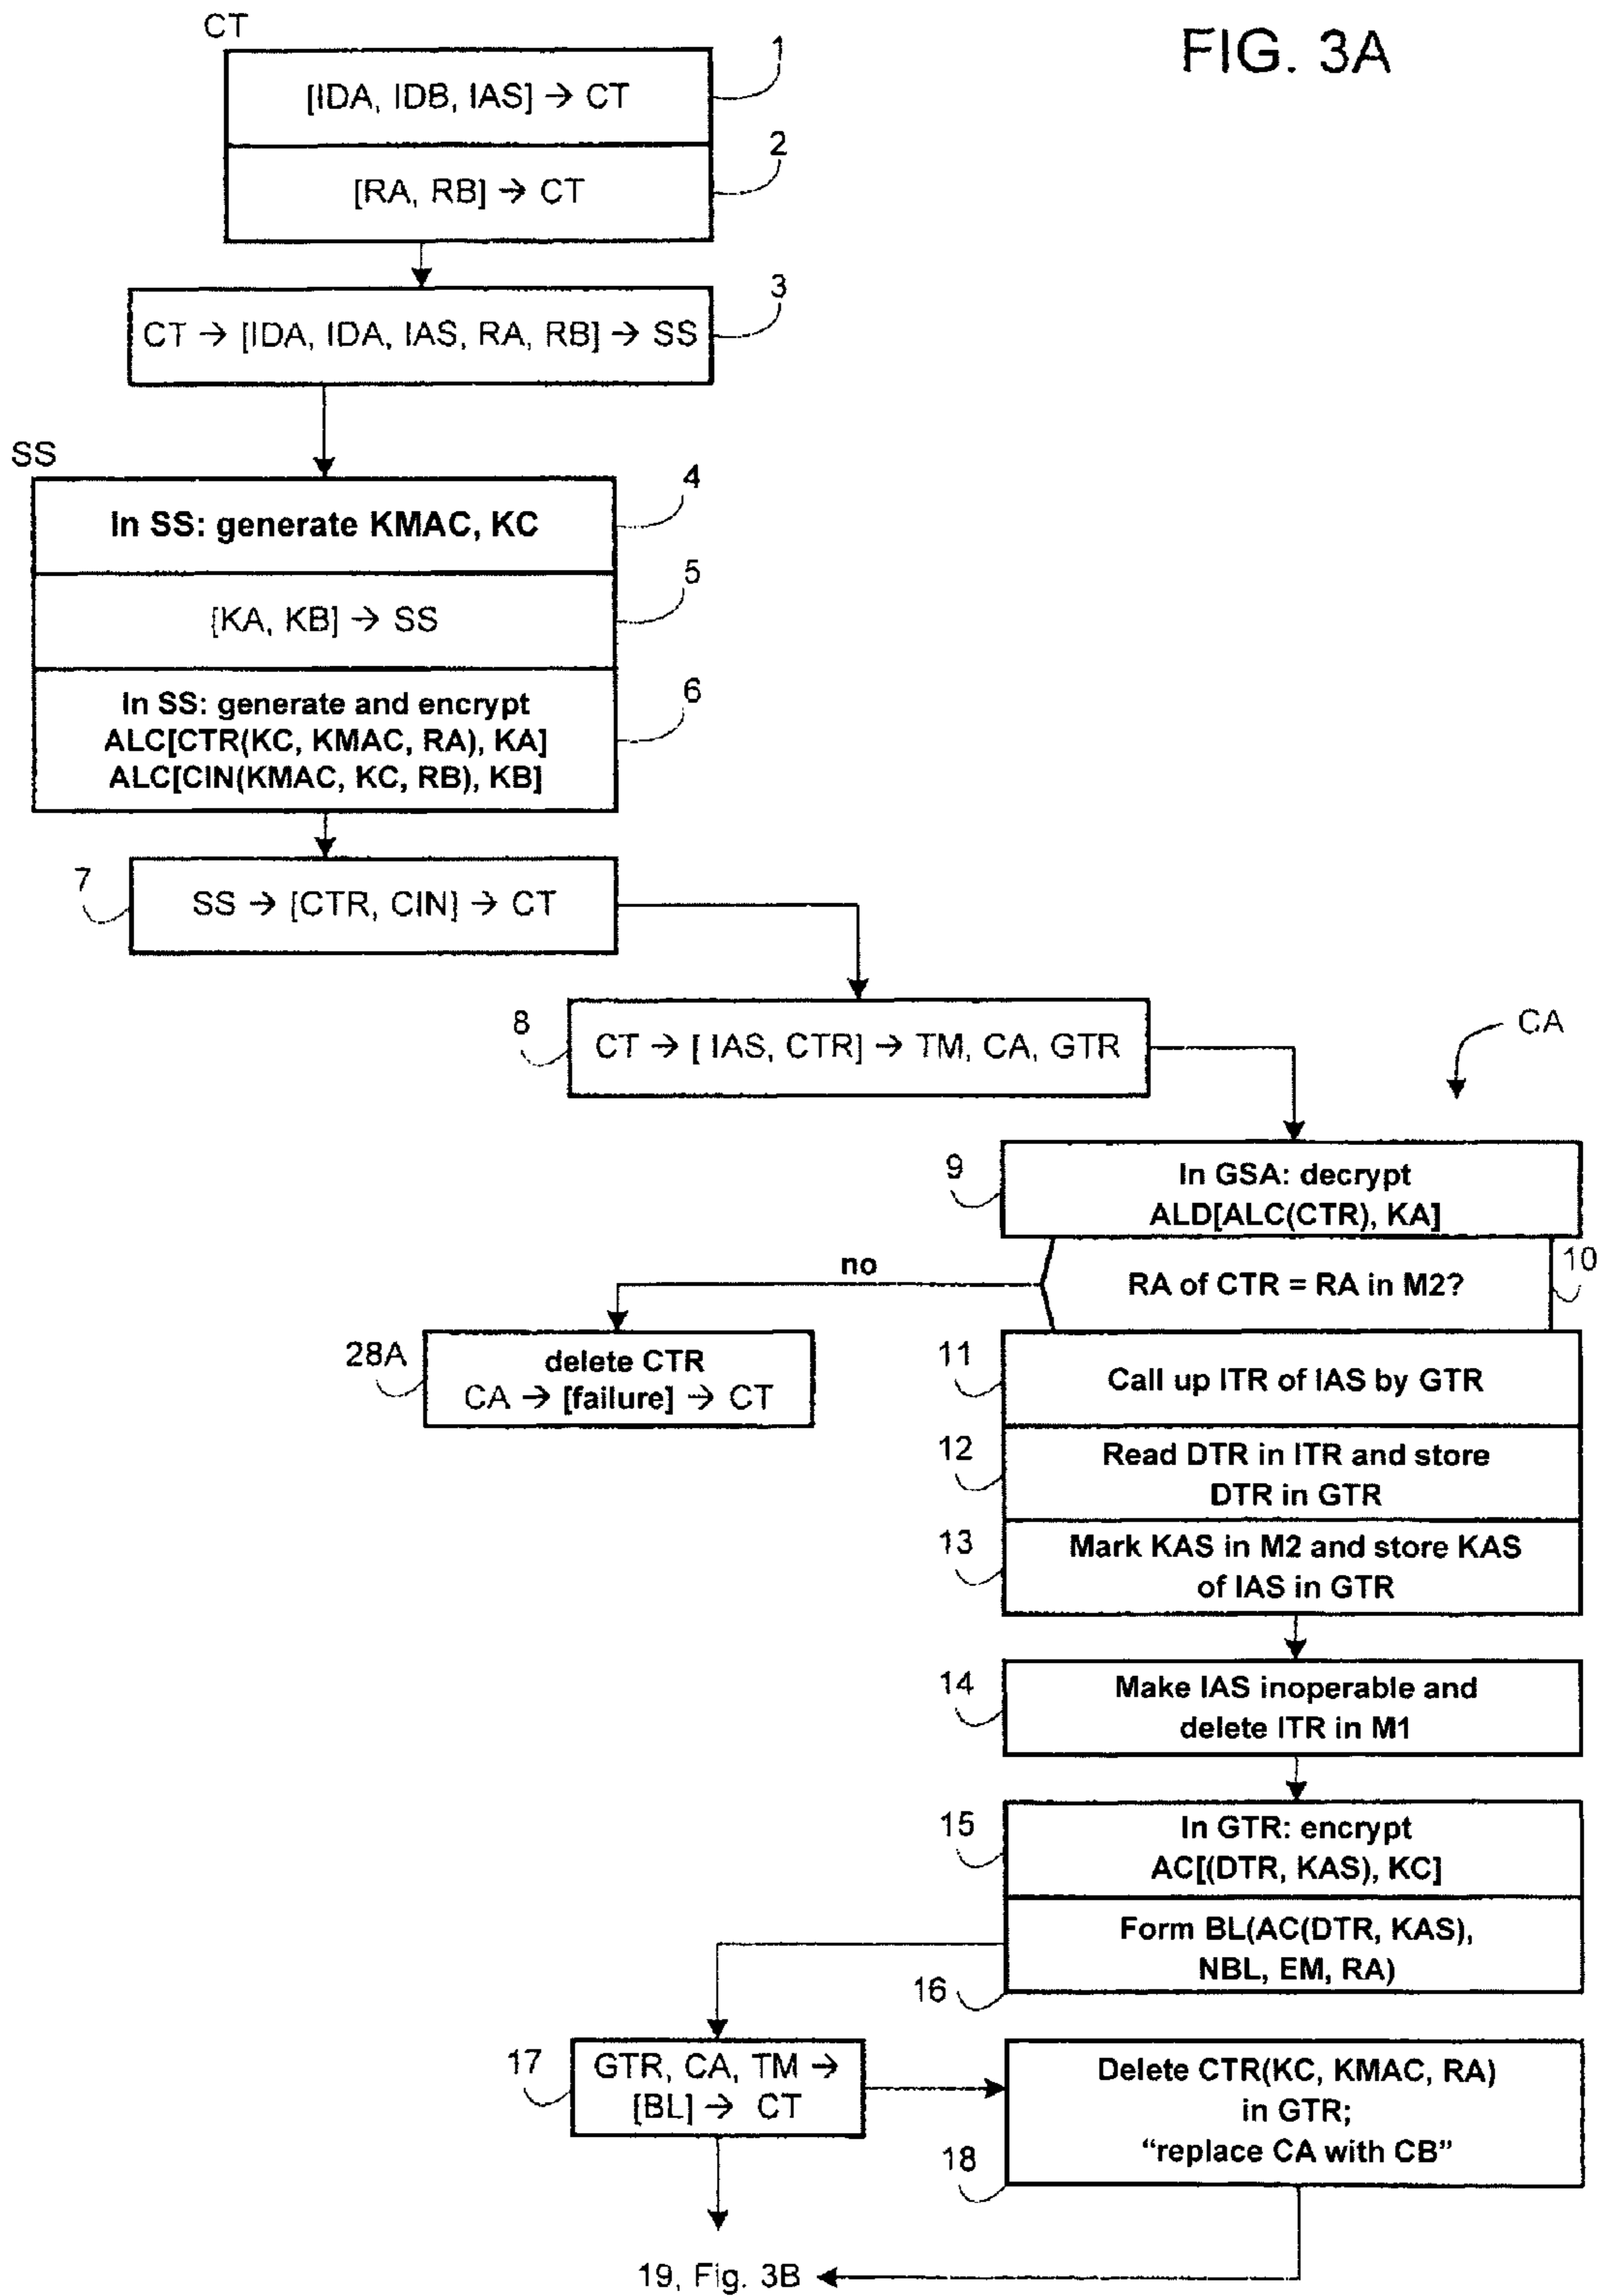 FIG. 3A
CT
1
[IDA, IDB, IAS] → CT
2
[RA, RB] → CT
3
CT → [IDA, IDA, IAS, RA, RB] → SS
SS
4
In SS: generate KMAC, KC
5
[KA, KB] → SS
6
In SS: generate and encrypt
ALC[CTR(KC, KMAC, RA), KA]
ALC[CIN(KMAC, KC, RB), KB]
7
SS → [CTR, CIN] → CT
8
CT → [ IAS, CTR] → TM, CA, GTR
CA
9
In GSA: decrypt
ALD[ALC(CTR), KA]
10
no
RA of CTR = RA in M2?
28A
delete CTR
CA → [failure] → CT
11
Call up ITR of IAS by GTR
12
Read DTR in ITR and store
DTR in GTR
13
Mark KAS in M2 and store KAS
of IAS in GTR
14
Make IAS inoperable and
delete ITR in M1
15
In GTR: encrypt
AC[(DTR, KAS), KC]
Form BL(AC(DTR, KAS),
NBL, EM, RA)
16
17
GTR, CA, TM →
[BL] → CT
Delete CTR(KC, KMAC, RA)
in GTR;
“replace CA with CB”
18
19, Fig. 3B